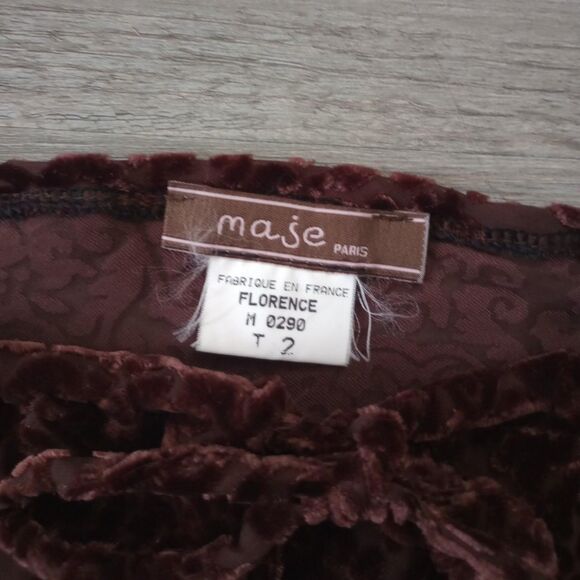 maje
PARIS
FABRIQUE EN FRANCE
FLORENCE
M 0290
T 2